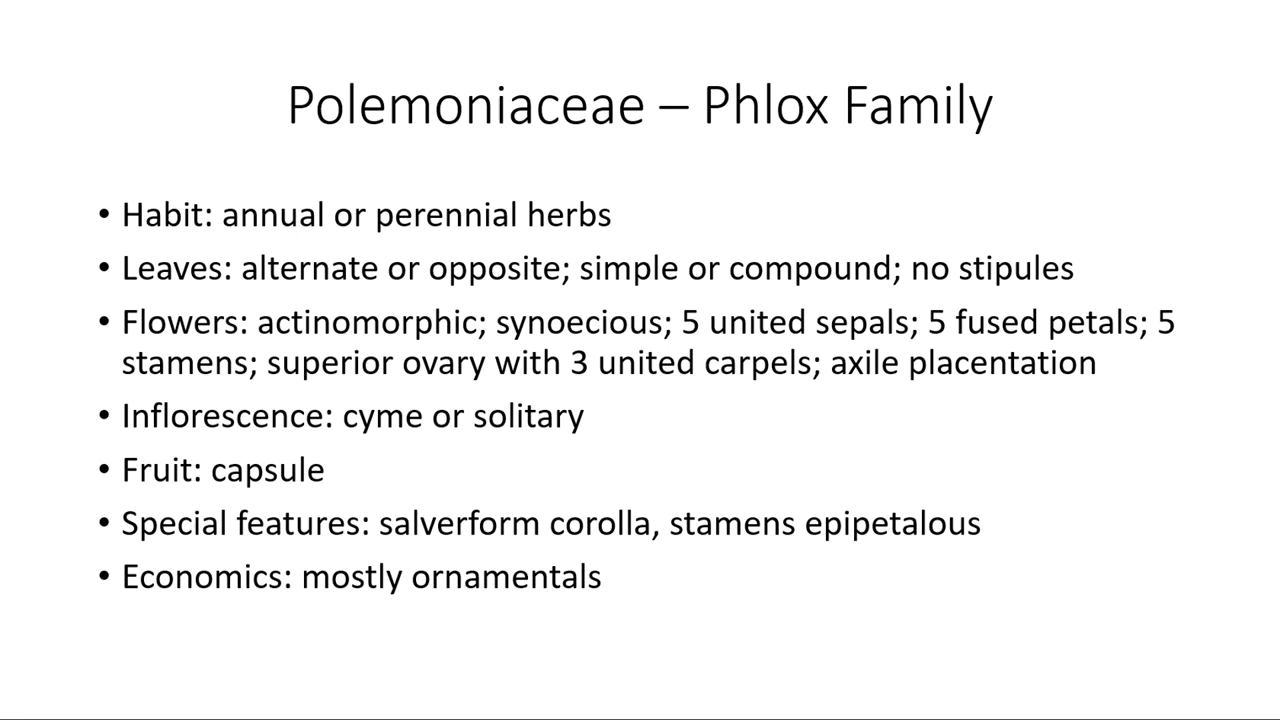 Polemoniaceae – Phlox Family
• Habit: annual or perennial herbs
• Leaves: alternate or opposite; simple or compound; no stipules
• Flowers: actinomorphic; synoecious; 5 united sepals; 5 fused petals; 5
stamens; superior ovary with 3 united carpels; axile placentation
• Inflorescence: cyme or solitary
• Fruit: capsule
• Special features: salverform corolla, stamens epipetalous
• Economics: mostly ornamentals